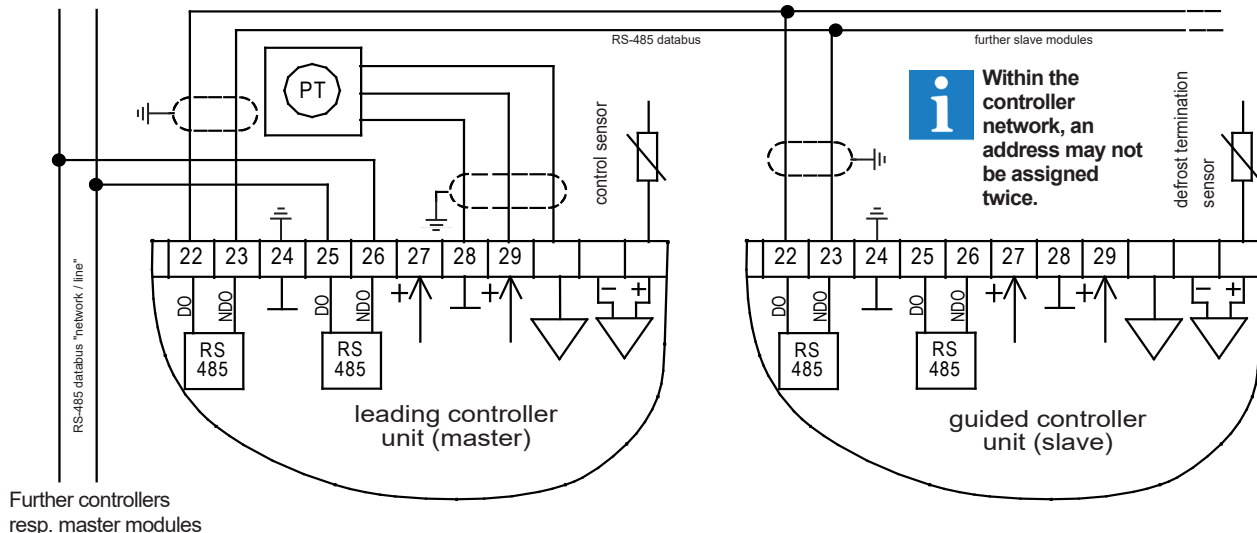 RS-485 databus
further slave modules
PT
Within the
controller
network, an
address may not
be assigned
twice.
control sensor
defrost termination
sensor
RS-485 databus "network / line"
22 23 24 25 26 27 28 29
+ + - +
DO NDO DO NDO
RS
485
RS
485
leading controller
unit (master)
22 23 24 25 26 27 28 29
+ + - +
DO NDO DO NDO
RS
485
RS
485
guided controller
unit (slave)
Further controllers
resp. master modules